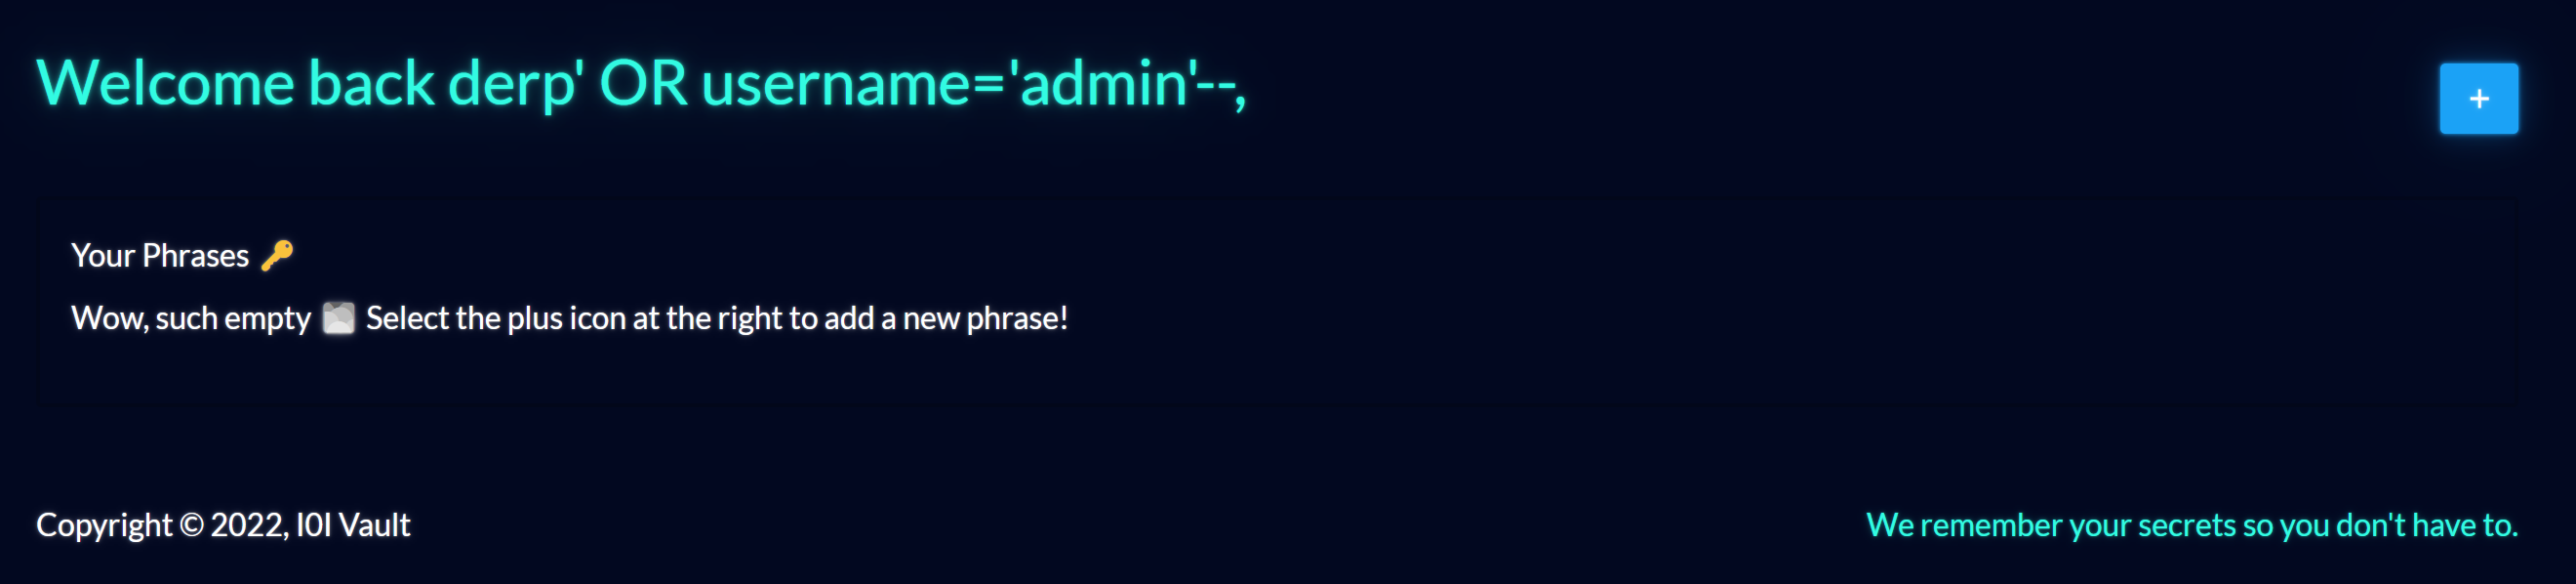 Welcome back derp' OR username='admin'--,
+
Your Phrases 🔑
Wow, such empty Select the plus icon at the right to add a new phrase!
Copyright © 2022, I0I Vault
We remember your secrets so you don't have to.